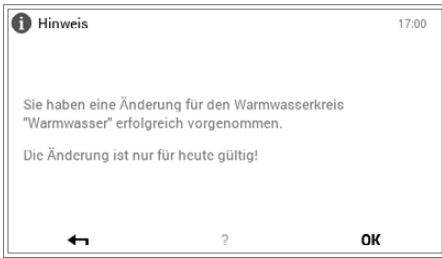 i Hinweis 17:00
Sie haben eine Änderung für den Warmwasserkreis
"Warmwasser" erfolgreich vorgenommen.
Die Änderung ist nur für heute gültig!
? OK